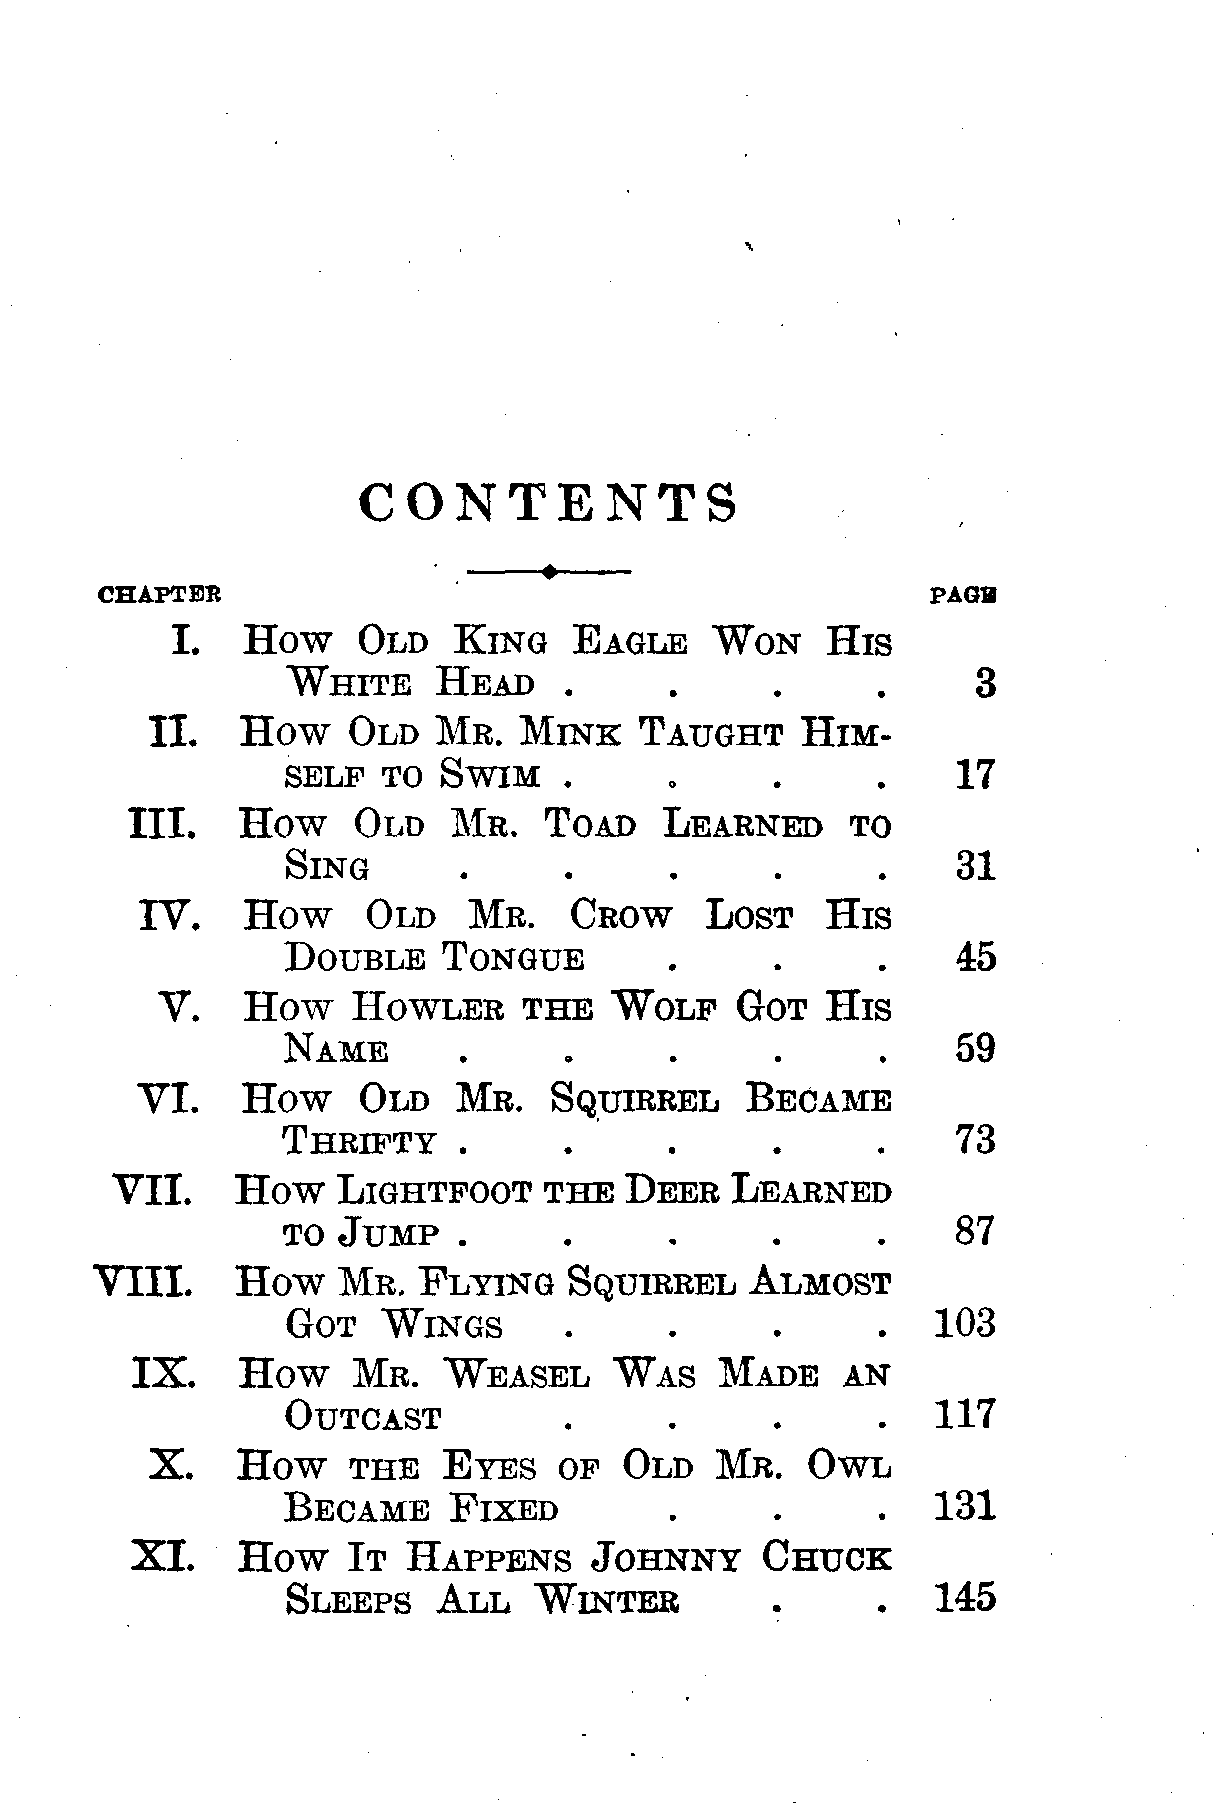 CONTENTS
CHAPTER PAGE
I. How Old King Eagle Won His
White Head . . . . 3
II. How Old Mr. Mink Taught Him-
self to Swim . . . . 17
III. How Old Mr. Toad Learned to
Sing . . . . . 31
IV. How Old Mr. Crow Lost His
Double Tongue . . . 45
V. How Howler the Wolf Got His
Name . . . . . 59
VI. How Old Mr. Squirrel Became
Thrifty . . . . . 73
VII. How Lightfoot the Deer Learned
to Jump . . . . . 87
VIII. How Mr. Flying Squirrel Almost
Got Wings . . . . 103
IX. How Mr. Weasel Was Made an
Outcast . . . . 117
X. How the Eyes of Old Mr. Owl
Became Fixed . . . 131
XI. How It Happens Johnny Chuck
Sleeps All Winter . . 145